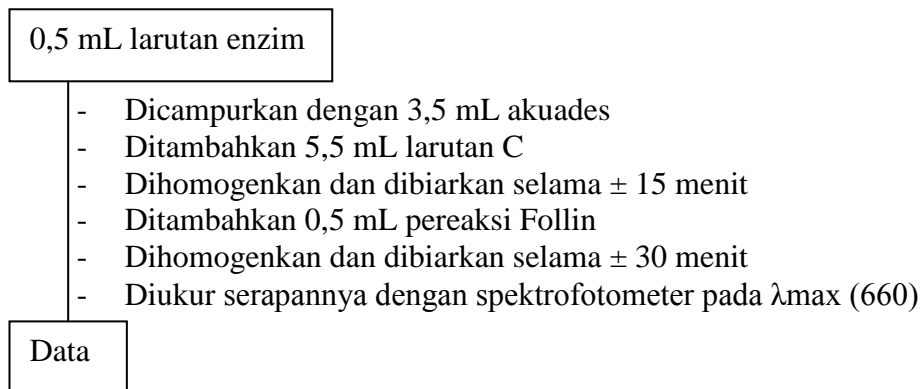 0,5 mL larutan enzim
- Dicampurkan dengan 3,5 mL akuades
- Ditambahkan 5,5 mL larutan C
- Dihomogenkan dan dibiarkan selama ± 15 menit
- Ditambahkan 0,5 mL pereaksi Follin
- Dihomogenkan dan dibiarkan selama ± 30 menit
- Diukur serapannya dengan spektrofotometer pada λmax (660)
Data